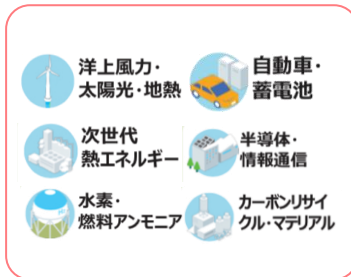 洋上風力・
太陽光・地熱
自動車・
蓄電池
次世代
熱エネルギー
半導体・
情報通信
水素・
燃料アンモニア
カーボンリサイ
クル・マテリアル